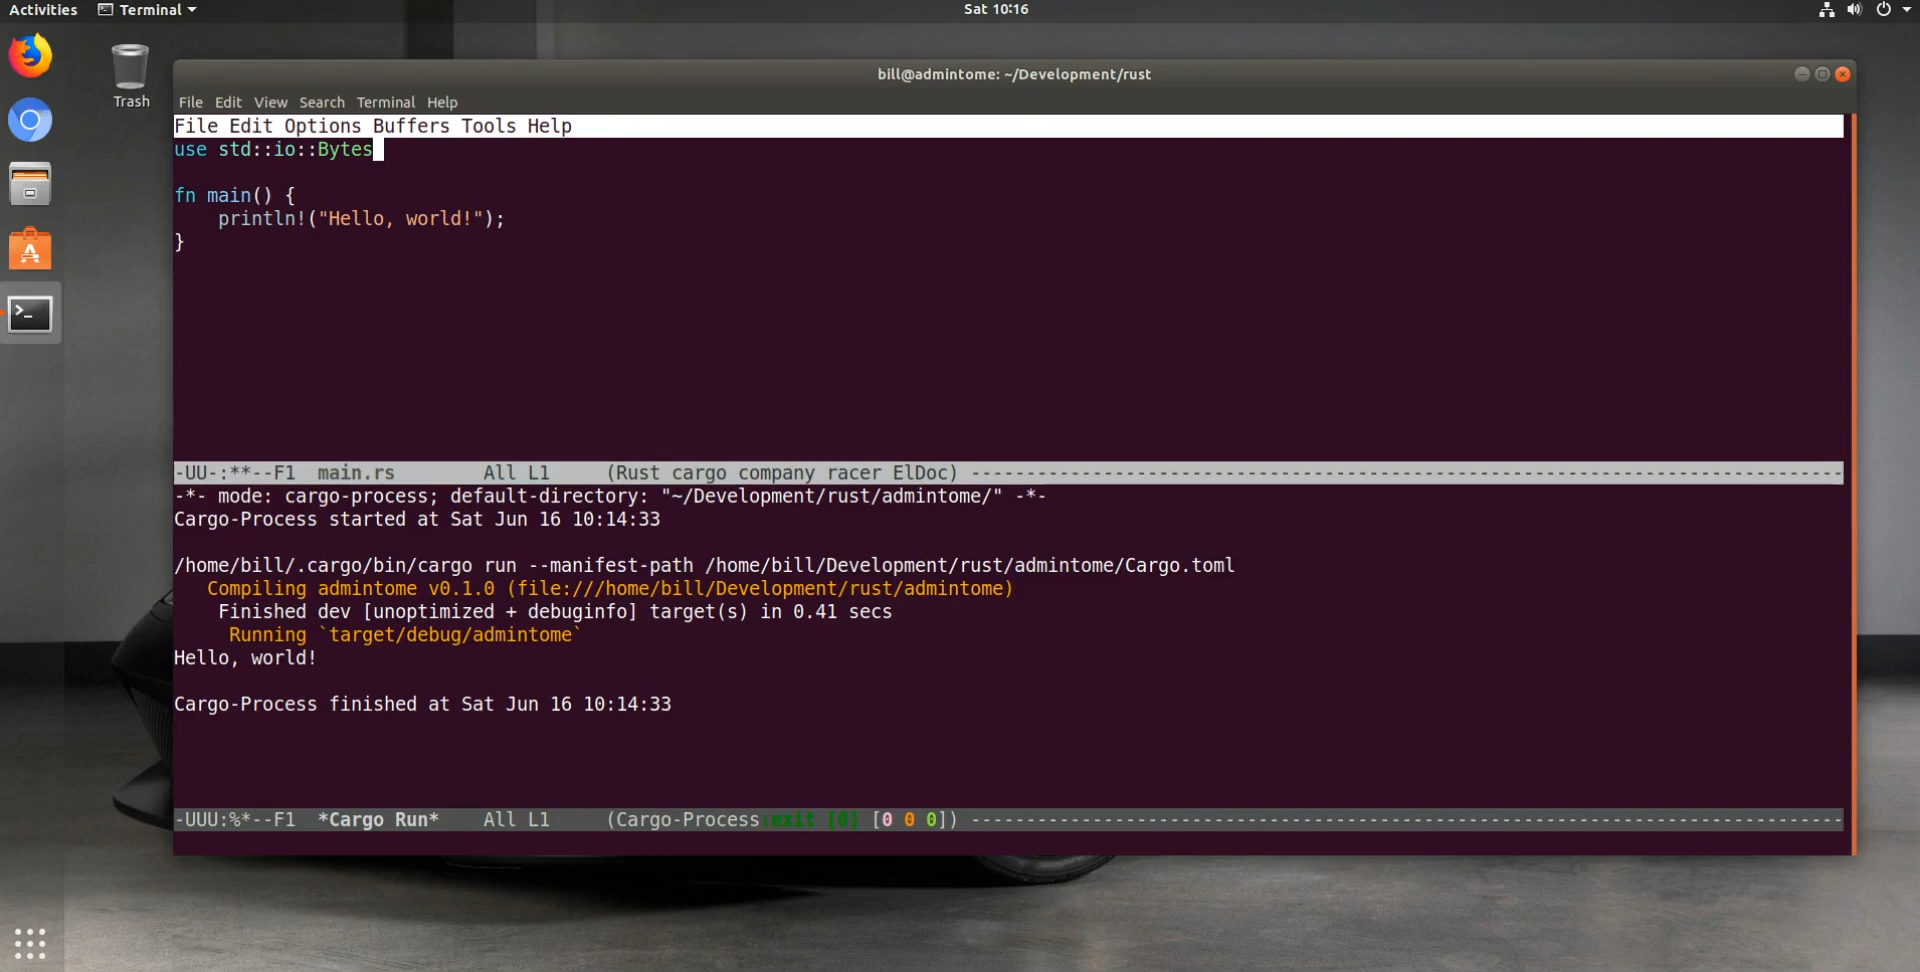 Activities Terminal Sat 10:16
Trash
bill@admintome: ~/Development/rust
File Edit View Search Terminal Help
File Edit Options Buffers Tools Help
use std::io::Bytes

fn main() {
    println!("Hello, world!");
}
-UU-:**--F1  main.rs        All L1     (Rust cargo company racer ElDoc) -------------------------------------------------------------------------------
-*- mode: cargo-process; default-directory: "~/Development/rust/admintome/" -*-
Cargo-Process started at Sat Jun 16 10:14:33

/home/bill/.cargo/bin/cargo run --manifest-path /home/bill/Development/rust/admintome/Cargo.toml
   Compiling admintome v0.1.0 (file:///home/bill/Development/rust/admintome)
    Finished dev [unoptimized + debuginfo] target(s) in 0.41 secs
     Running `target/debug/admintome`
Hello, world!

Cargo-Process finished at Sat Jun 16 10:14:33
-UUU:%*--F1  *Cargo Run*    All L1     (Cargo-Process:exit [0] [0 0 0]) -------------------------------------------------------------------------------